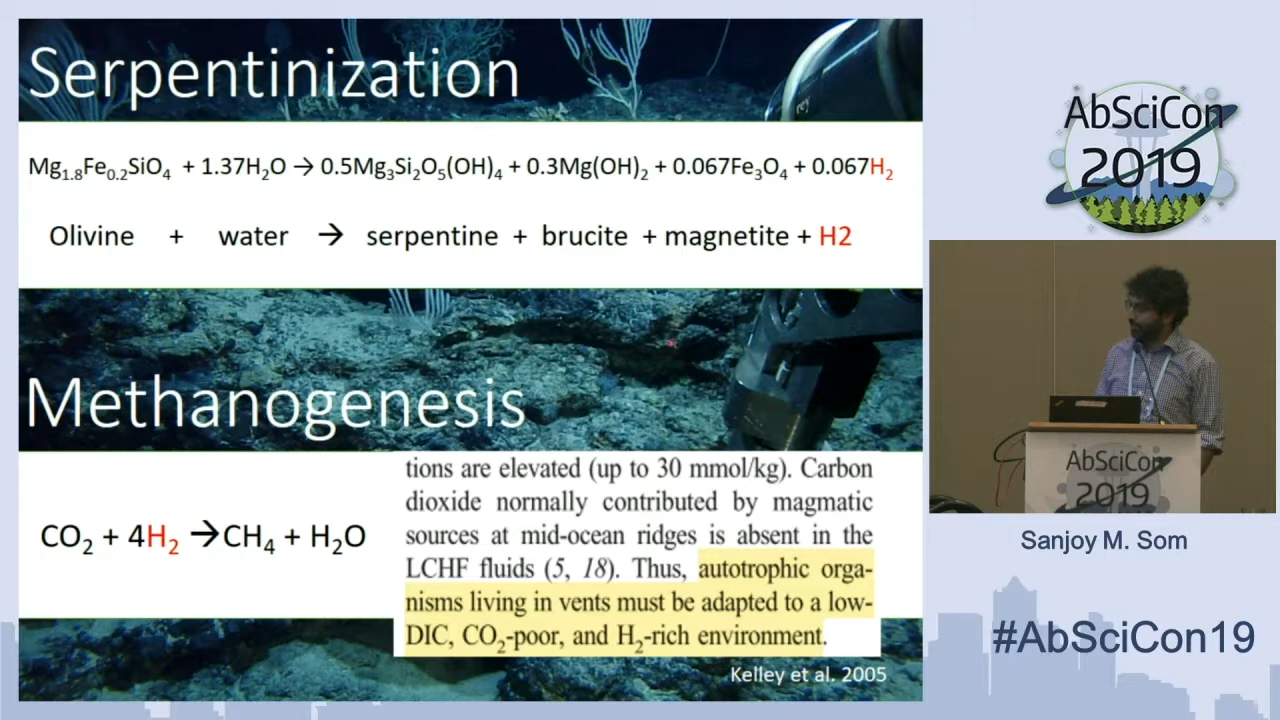 Serpentinization
Mg₁.₈Fe₀.₂SiO₄ + 1.37H₂O → 0.5Mg₃Si₂O₅(OH)₄ + 0.3Mg(OH)₂ + 0.067Fe₃O₄ + 0.067H₂
Olivine + water → serpentine + brucite + magnetite + H2
Methanogenesis
CO₂ + 4H₂ → CH₄ + H₂O
tions are elevated (up to 30 mmol/kg). Carbon
dioxide normally contributed by magmatic
sources at mid-ocean ridges is absent in the
LCHF fluids (5, 18). Thus, autotrophic orga-
nisms living in vents must be adapted to a low-
DIC, CO₂-poor, and H₂-rich environment.
Kelley et al. 2005
AbSciCon
2019
AbSciCon
2019
Sanjoy M. Som
#AbSciCon19